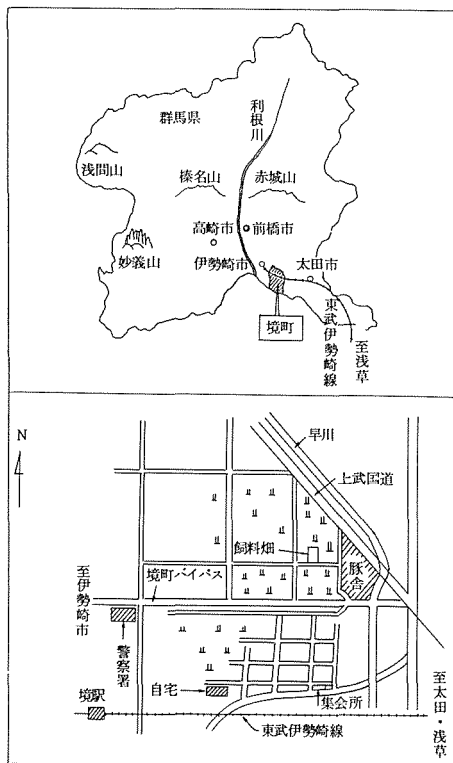 群馬県
利根川
浅間山
榛名山
赤城山
高崎市
前橋市
妙義山
伊勢崎市
太田市
境町
東武伊勢崎線
至浅草
N
早川
上武国道
飼料畑
豚舎
至伊勢崎市
境町バイパス
警察署
境駅
自宅
集会所
東武伊勢崎線
至太田・浅草